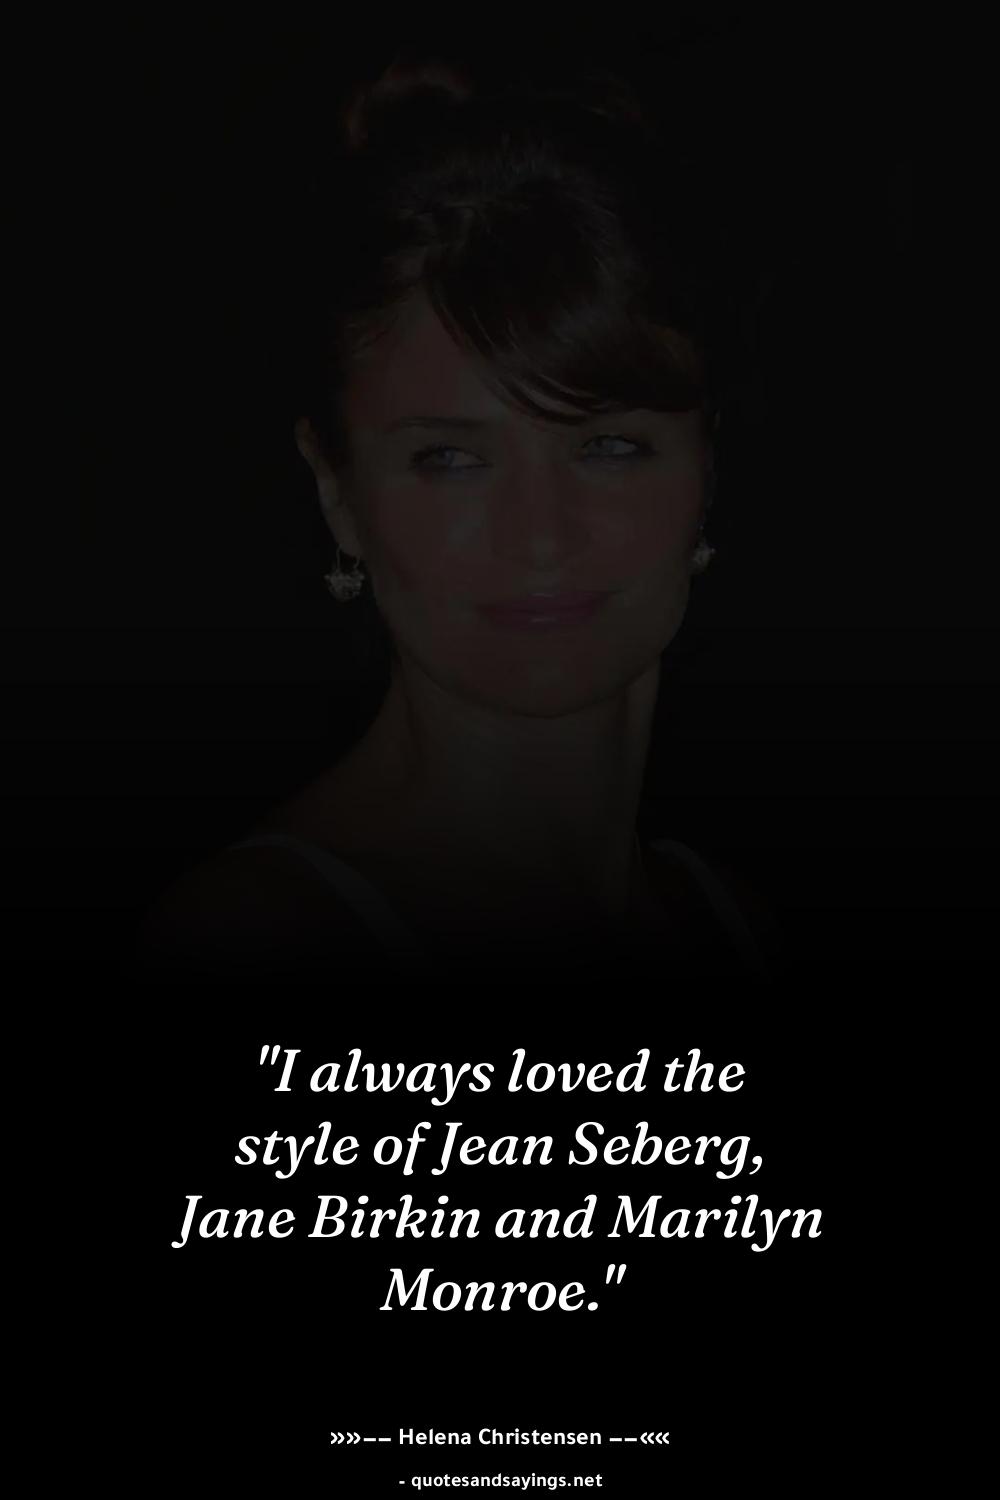 "I always loved the
style of Jean Seberg,
Jane Birkin and Marilyn
Monroe."
»»–– Helena Christensen ––««
- quotesandsayings.net